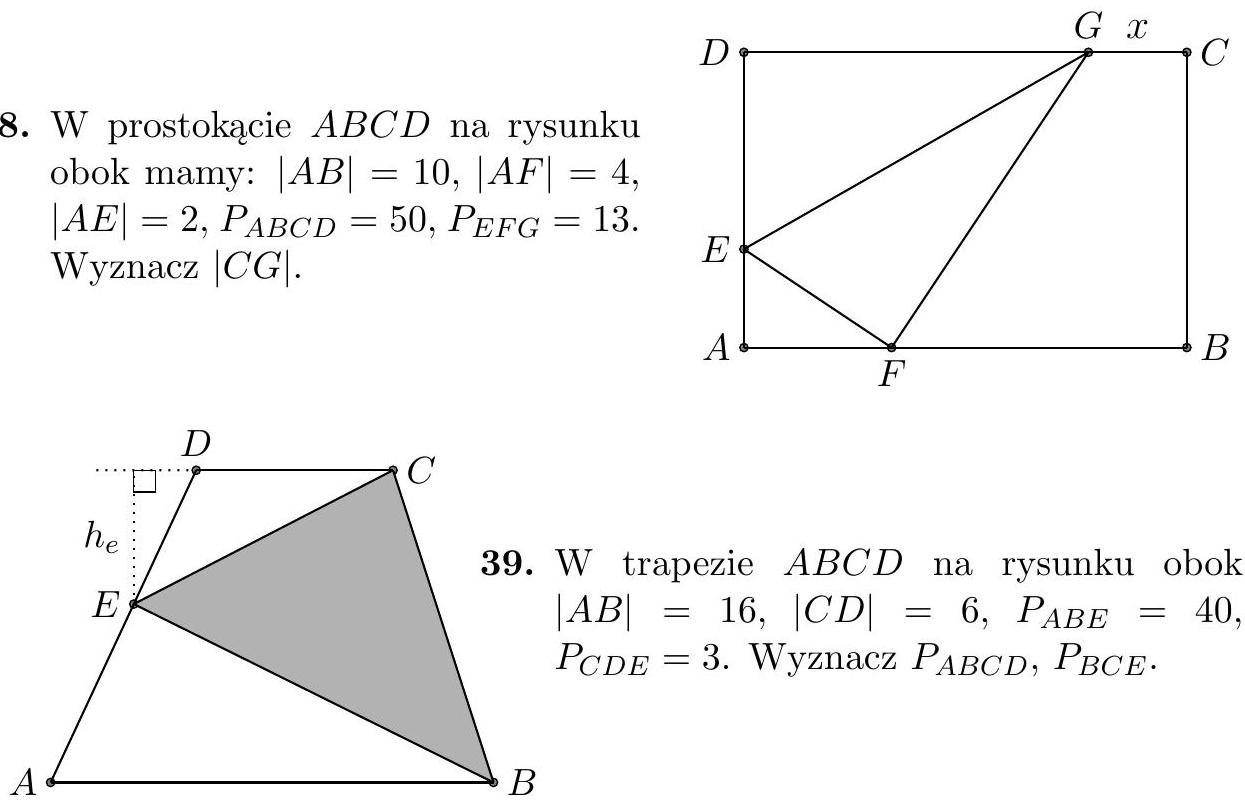 G x
D C
8. W prostokącie ABCD na rysunku
obok mamy: |AB| = 10, |AF| = 4,
|AE| = 2, P_{ABCD} = 50, P_{EFG} = 13.
Wyznacz |CG|.
E
A B
F
D
C
h_e
E
A B
39. W trapezie ABCD na rysunku obok
|AB| = 16, |CD| = 6, P_{ABE} = 40,
P_{CDE} = 3. Wyznacz P_{ABCD}, P_{BCE}.